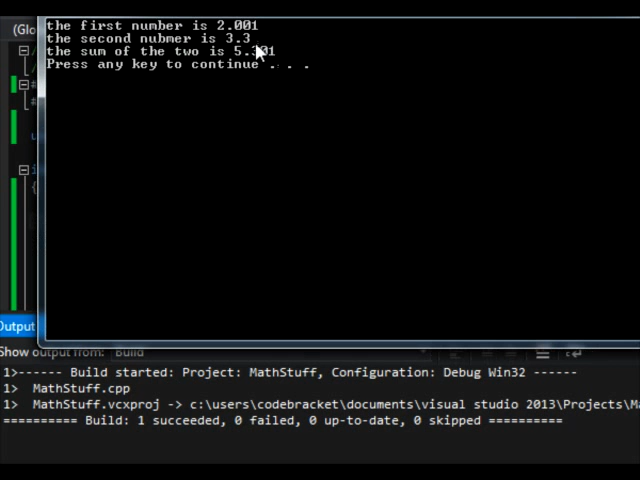 the first number is 2.001
the second nubmer is 3.3
the sum of the two is 5.301
Press any key to continue . . .
(Glo
Output
Show output from: Build
1>------ Build started: Project: MathStuff, Configuration: Debug Win32 ------
1>  MathStuff.cpp
1>  MathStuff.vcxproj -> c:\users\codebracket\documents\visual studio 2013\Projects\Ma
========== Build: 1 succeeded, 0 failed, 0 up-to-date, 0 skipped ==========